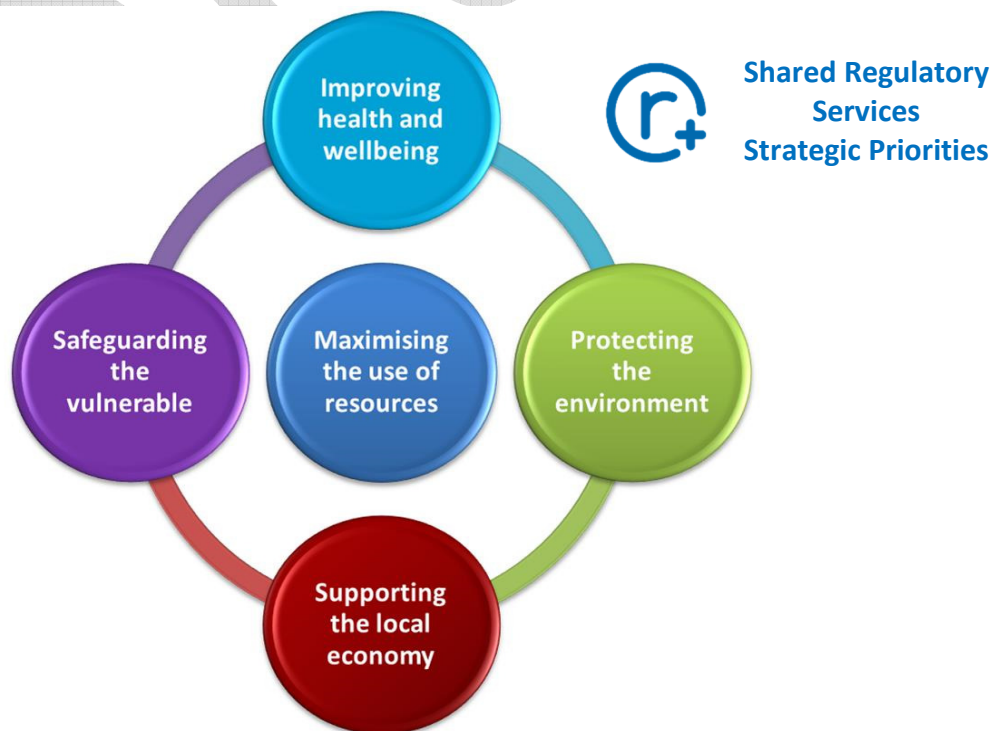 Improving
health and
wellbeing
r+
Shared Regulatory
Services
Strategic Priorities
Safeguarding
the
vulnerable
Maximising
the use of
resources
Protecting
the
environment
Supporting
the local
economy